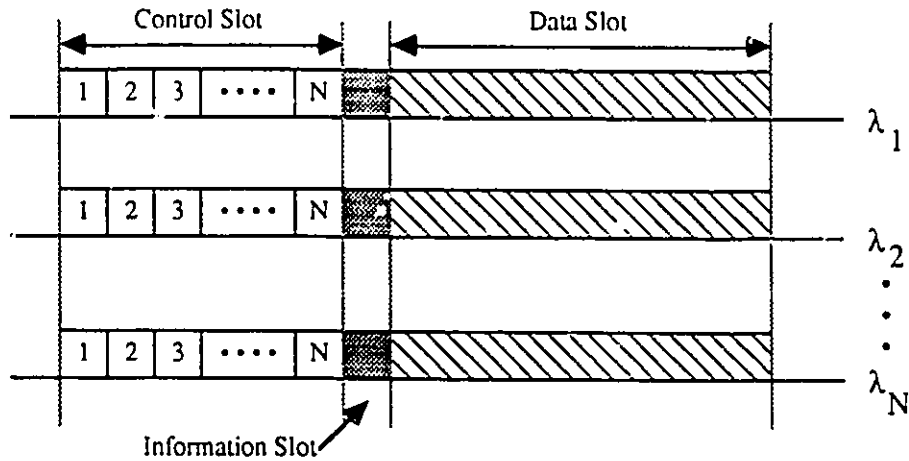 Control Slot Data Slot
1 2 3 •••• N
λ1
1 2 3 •••• N
λ2
•
•
•
1 2 3 •••• N
λN
Information Slot